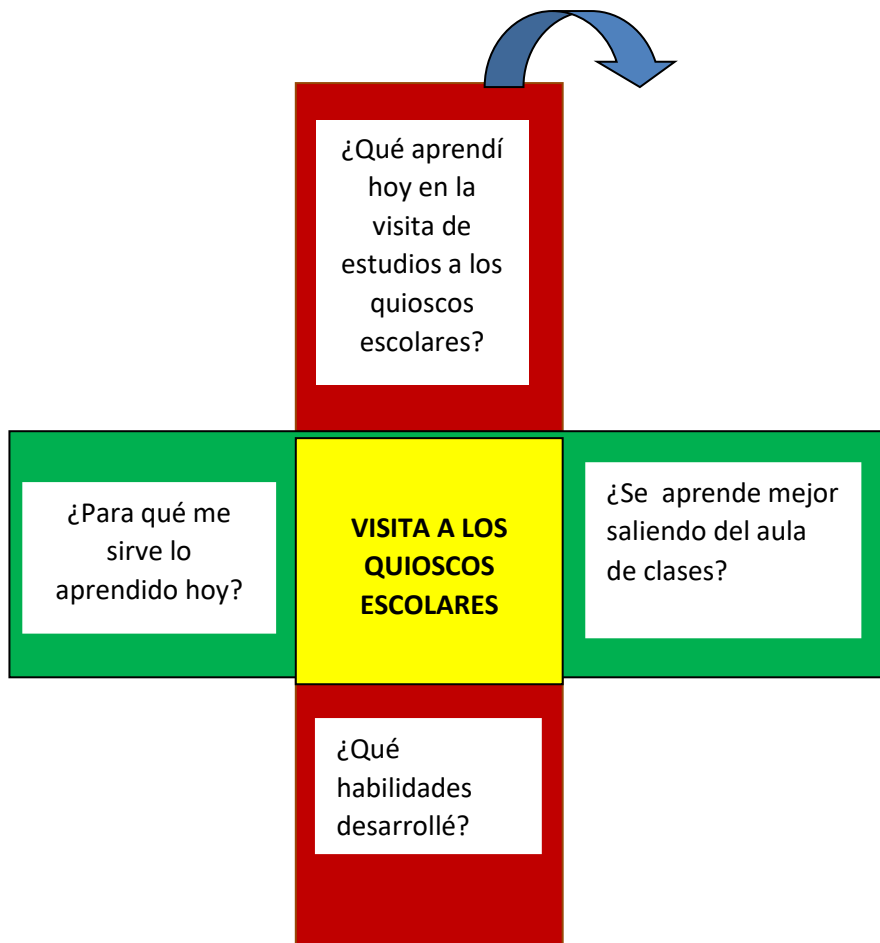 ¿Qué aprendí
hoy en la
visita de
estudios a los
quioscos
escolares?
¿Para qué me
sirve lo
aprendido hoy?
VISITA A LOS
QUIOSCOS
ESCOLARES
¿Se aprende mejor
saliendo del aula
de clases?
¿Qué
habilidades
desarrollé?